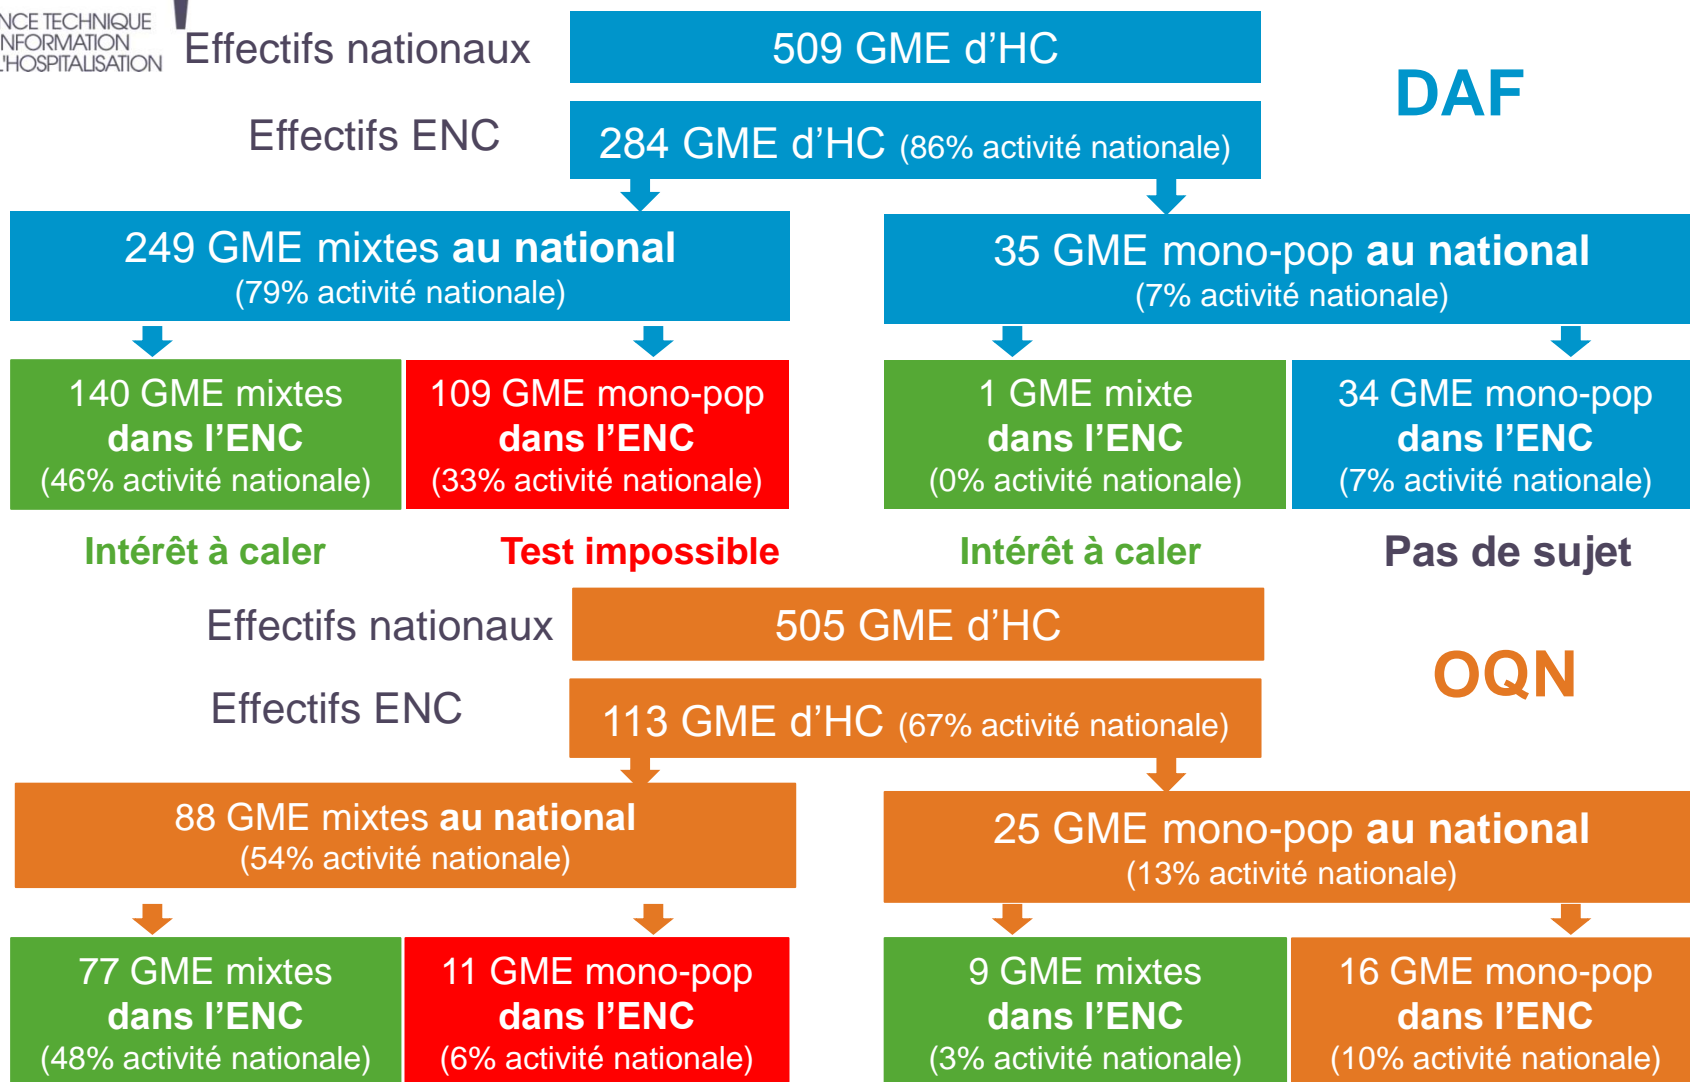 NCE TECHNIQUE
NFORMATION
L'HOSPITALISATION
Effectifs nationaux
509 GME d’HC
DAF
Effectifs ENC
284 GME d’HC (86% activité nationale)
249 GME mixtes au national
(79% activité nationale)
35 GME mono-pop au national
(7% activité nationale)
140 GME mixtes
dans l’ENC
(46% activité nationale)
109 GME mono-pop
dans l’ENC
(33% activité nationale)
1 GME mixte
dans l’ENC
(0% activité nationale)
34 GME mono-pop
dans l’ENC
(7% activité nationale)
Intérêt à caler
Test impossible
Intérêt à caler
Pas de sujet
Effectifs nationaux
505 GME d’HC
OQN
Effectifs ENC
113 GME d’HC (67% activité nationale)
88 GME mixtes au national
(54% activité nationale)
25 GME mono-pop au national
(13% activité nationale)
77 GME mixtes
dans l’ENC
(48% activité nationale)
11 GME mono-pop
dans l’ENC
(6% activité nationale)
9 GME mixtes
dans l’ENC
(3% activité nationale)
16 GME mono-pop
dans l’ENC
(10% activité nationale)